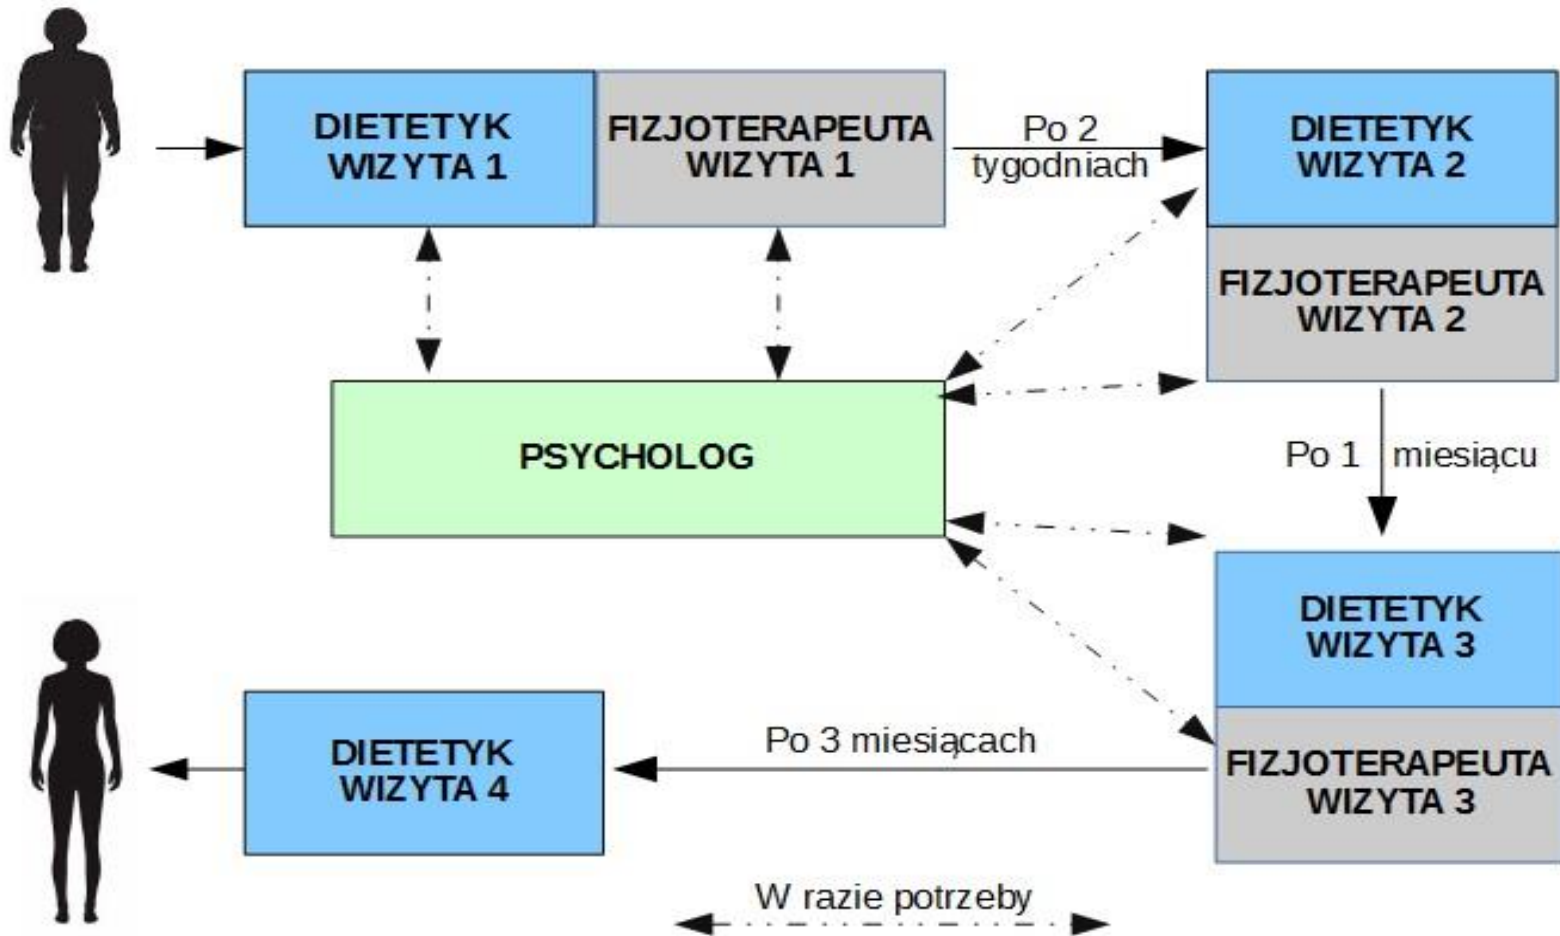 DIETETYK
WIZYTA 1
FIZJOTERAPEUTA
WIZYTA 1
Po 2
tygodniach
DIETETYK
WIZYTA 2
FIZJOTERAPEUTA
WIZYTA 2
PSYCHOLOG
Po 1 miesiącu
DIETETYK
WIZYTA 3
FIZJOTERAPEUTA
WIZYTA 3
Po 3 miesiącach
DIETETYK
WIZYTA 4
W razie potrzeby